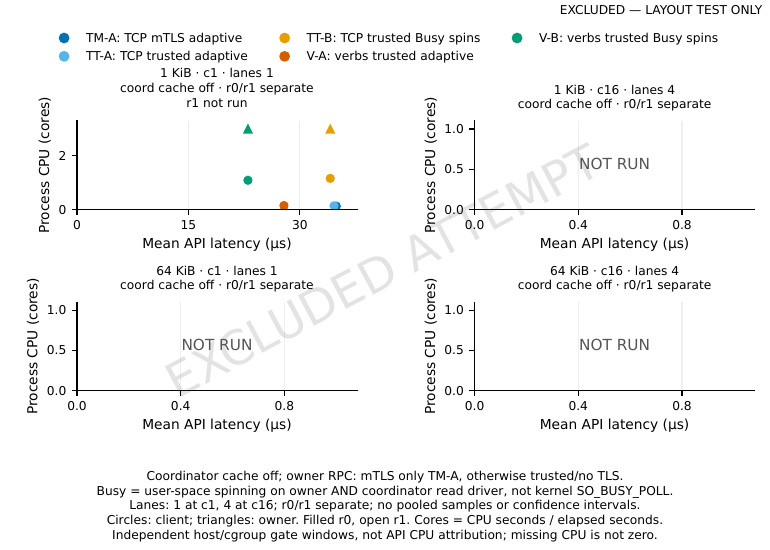 EXCLUDED — LAYOUT TEST ONLY
TM-A: TCP mTLS adaptive
TT-B: TCP trusted Busy spins
V-B: verbs trusted Busy spins
TT-A: TCP trusted adaptive
V-A: verbs trusted adaptive
1 KiB · c1 · lanes 1
coord cache off · r0/r1 separate
r1 not run
Process CPU (cores)
2
0
0
15
30
Mean API latency (µs)
1 KiB · c16 · lanes 4
coord cache off · r0/r1 separate
Process CPU (cores)
1.0
0.5
0.0
NOT RUN
0.0
0.4
0.8
Mean API latency (µs)
64 KiB · c1 · lanes 1
coord cache off · r0/r1 separate
Process CPU (cores)
1.0
0.5
0.0
NOT RUN
0.0
0.4
0.8
Mean API latency (µs)
64 KiB · c16 · lanes 4
coord cache off · r0/r1 separate
Process CPU (cores)
1.0
0.5
0.0
NOT RUN
0.0
0.4
0.8
Mean API latency (µs)
EXCLUDED ATTEMPT
Coordinator cache off; owner RPC: mTLS only TM-A, otherwise trusted/no TLS.
Busy = user-space spinning on owner AND coordinator read driver, not kernel SO_BUSY_POLL.
Lanes: 1 at c1, 4 at c16; r0/r1 separate; no pooled samples or confidence intervals.
Circles: client; triangles: owner. Filled r0, open r1. Cores = CPU seconds / elapsed seconds.
Independent host/cgroup gate windows, not API CPU attribution; missing CPU is not zero.